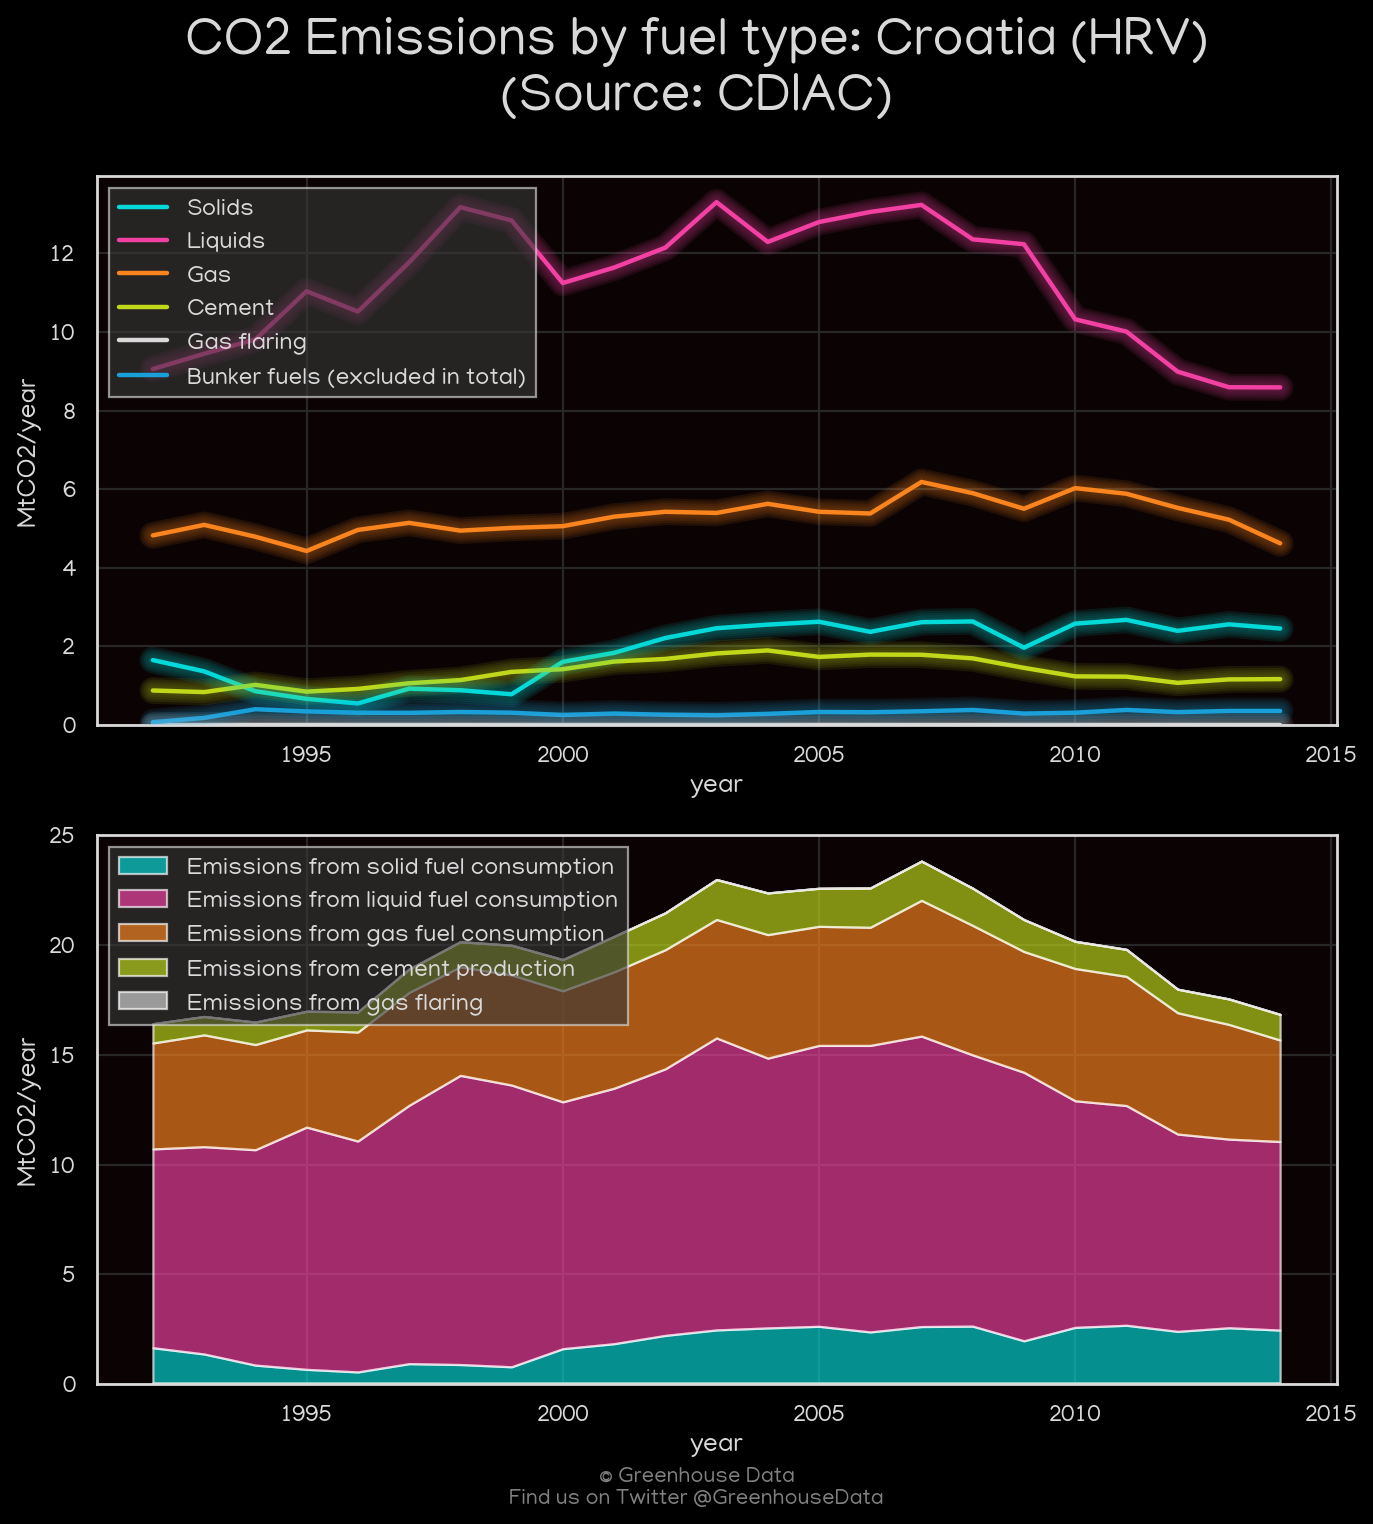 CO2 Emissions by fuel type: Croatia (HRV)
(Source: CDIAC)
Solids
Liquids
Gas
Cement
Gas flaring
Bunker fuels (excluded in total)
12
10
8
6
4
2
0
MtCO2/year
1995 2000 2005 2010 2015
year
25
20
15
10
5
0
MtCO2/year
Emissions from solid fuel consumption
Emissions from liquid fuel consumption
Emissions from gas fuel consumption
Emissions from cement production
Emissions from gas flaring
1995 2000 2005 2010 2015
year
© Greenhouse Data
Find us on Twitter @GreenhouseData